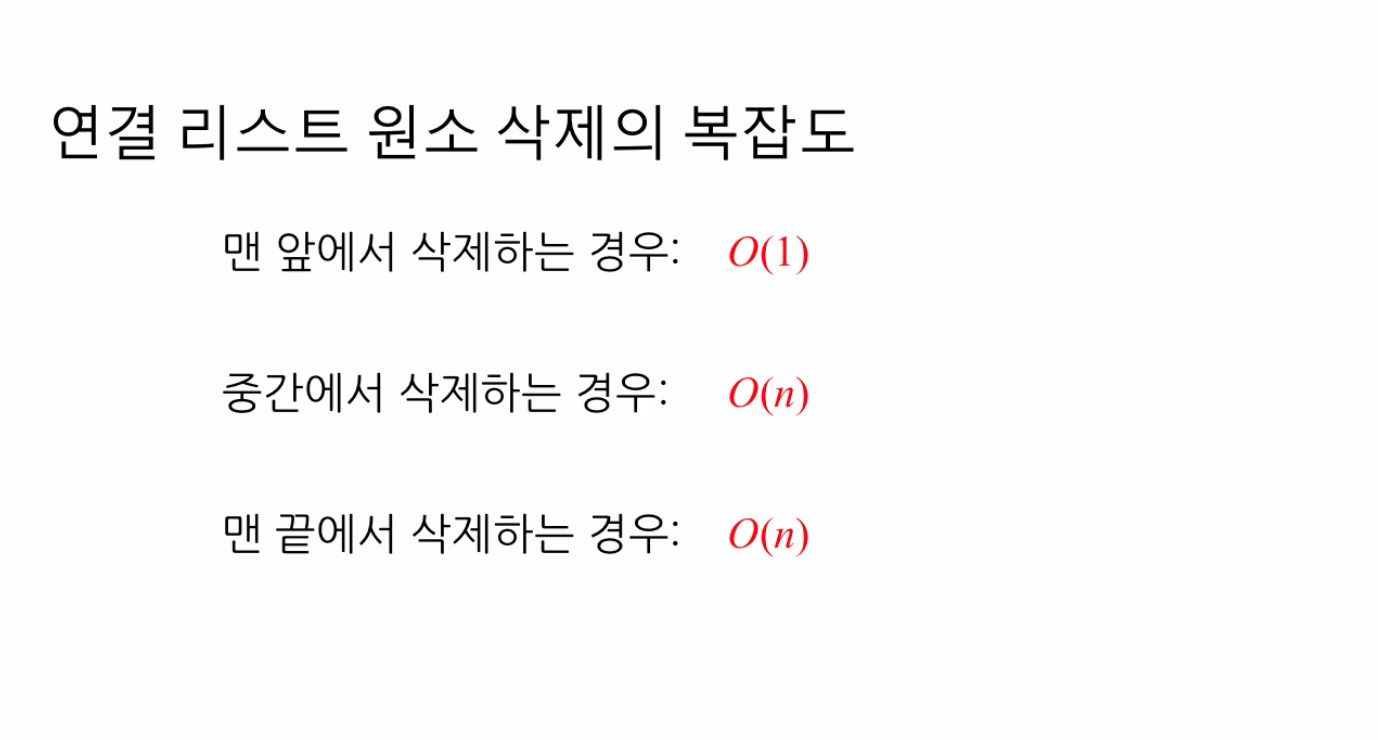 연결 리스트 원소 삭제의 복잡도
맨 앞에서 삭제하는 경우: O(1)
중간에서 삭제하는 경우: O(n)
맨 끝에서 삭제하는 경우: O(n)